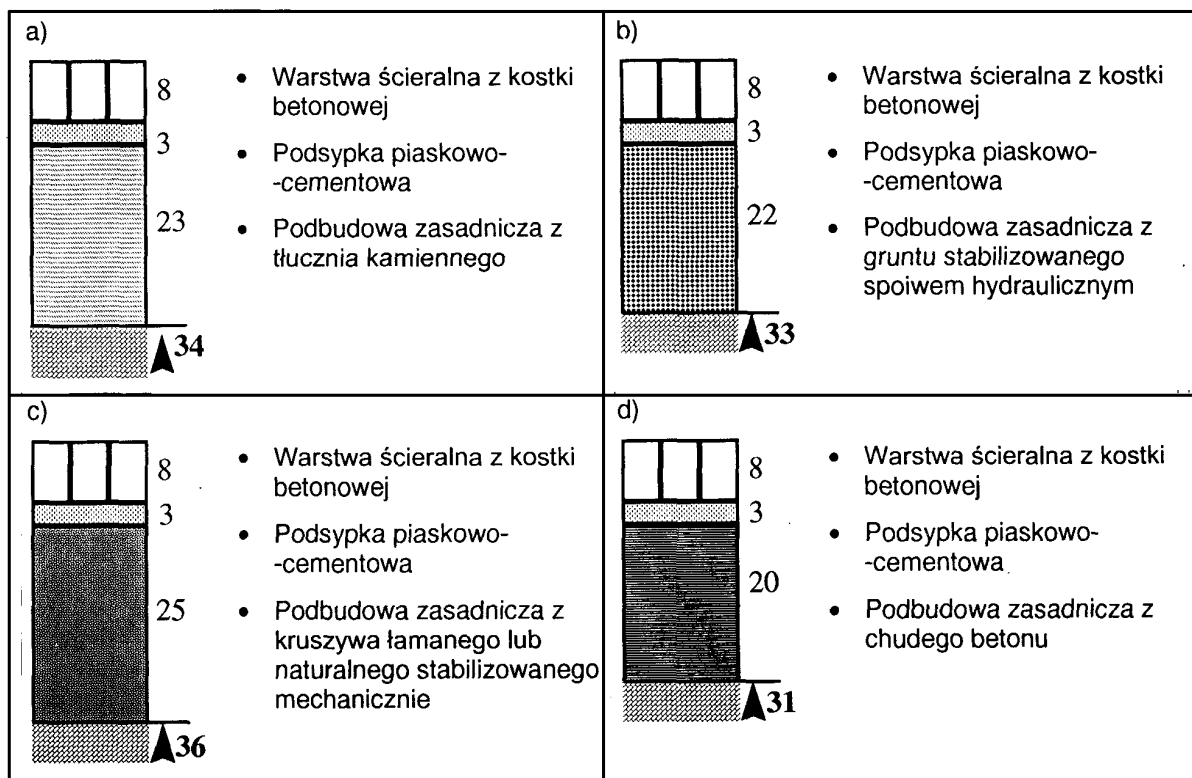 a)
8
3
23
34
• Warstwa ścieralna z kostki
betonowej
• Podsypka piaskowo-
-cementowa
• Podbudowa zasadnicza z
tłucznia kamiennego
b)
8
3
22
33
• Warstwa ścieralna z kostki
betonowej
• Podsypka piaskowo-
-cementowa
• Podbudowa zasadnicza z
gruntu stabilizowanego
spoiwem hydraulicznym
c)
8
3
25
36
• Warstwa ścieralna z kostki
betonowej
• Podsypka piaskowo-
-cementowa
• Podbudowa zasadnicza z
kruszywa łamanego lub
naturalnego stabilizowanego
mechanicznie
d)
8
3
20
31
• Warstwa ścieralna z kostki
betonowej
• Podsypka piaskowo-
-cementowa
• Podbudowa zasadnicza z
chudego betonu